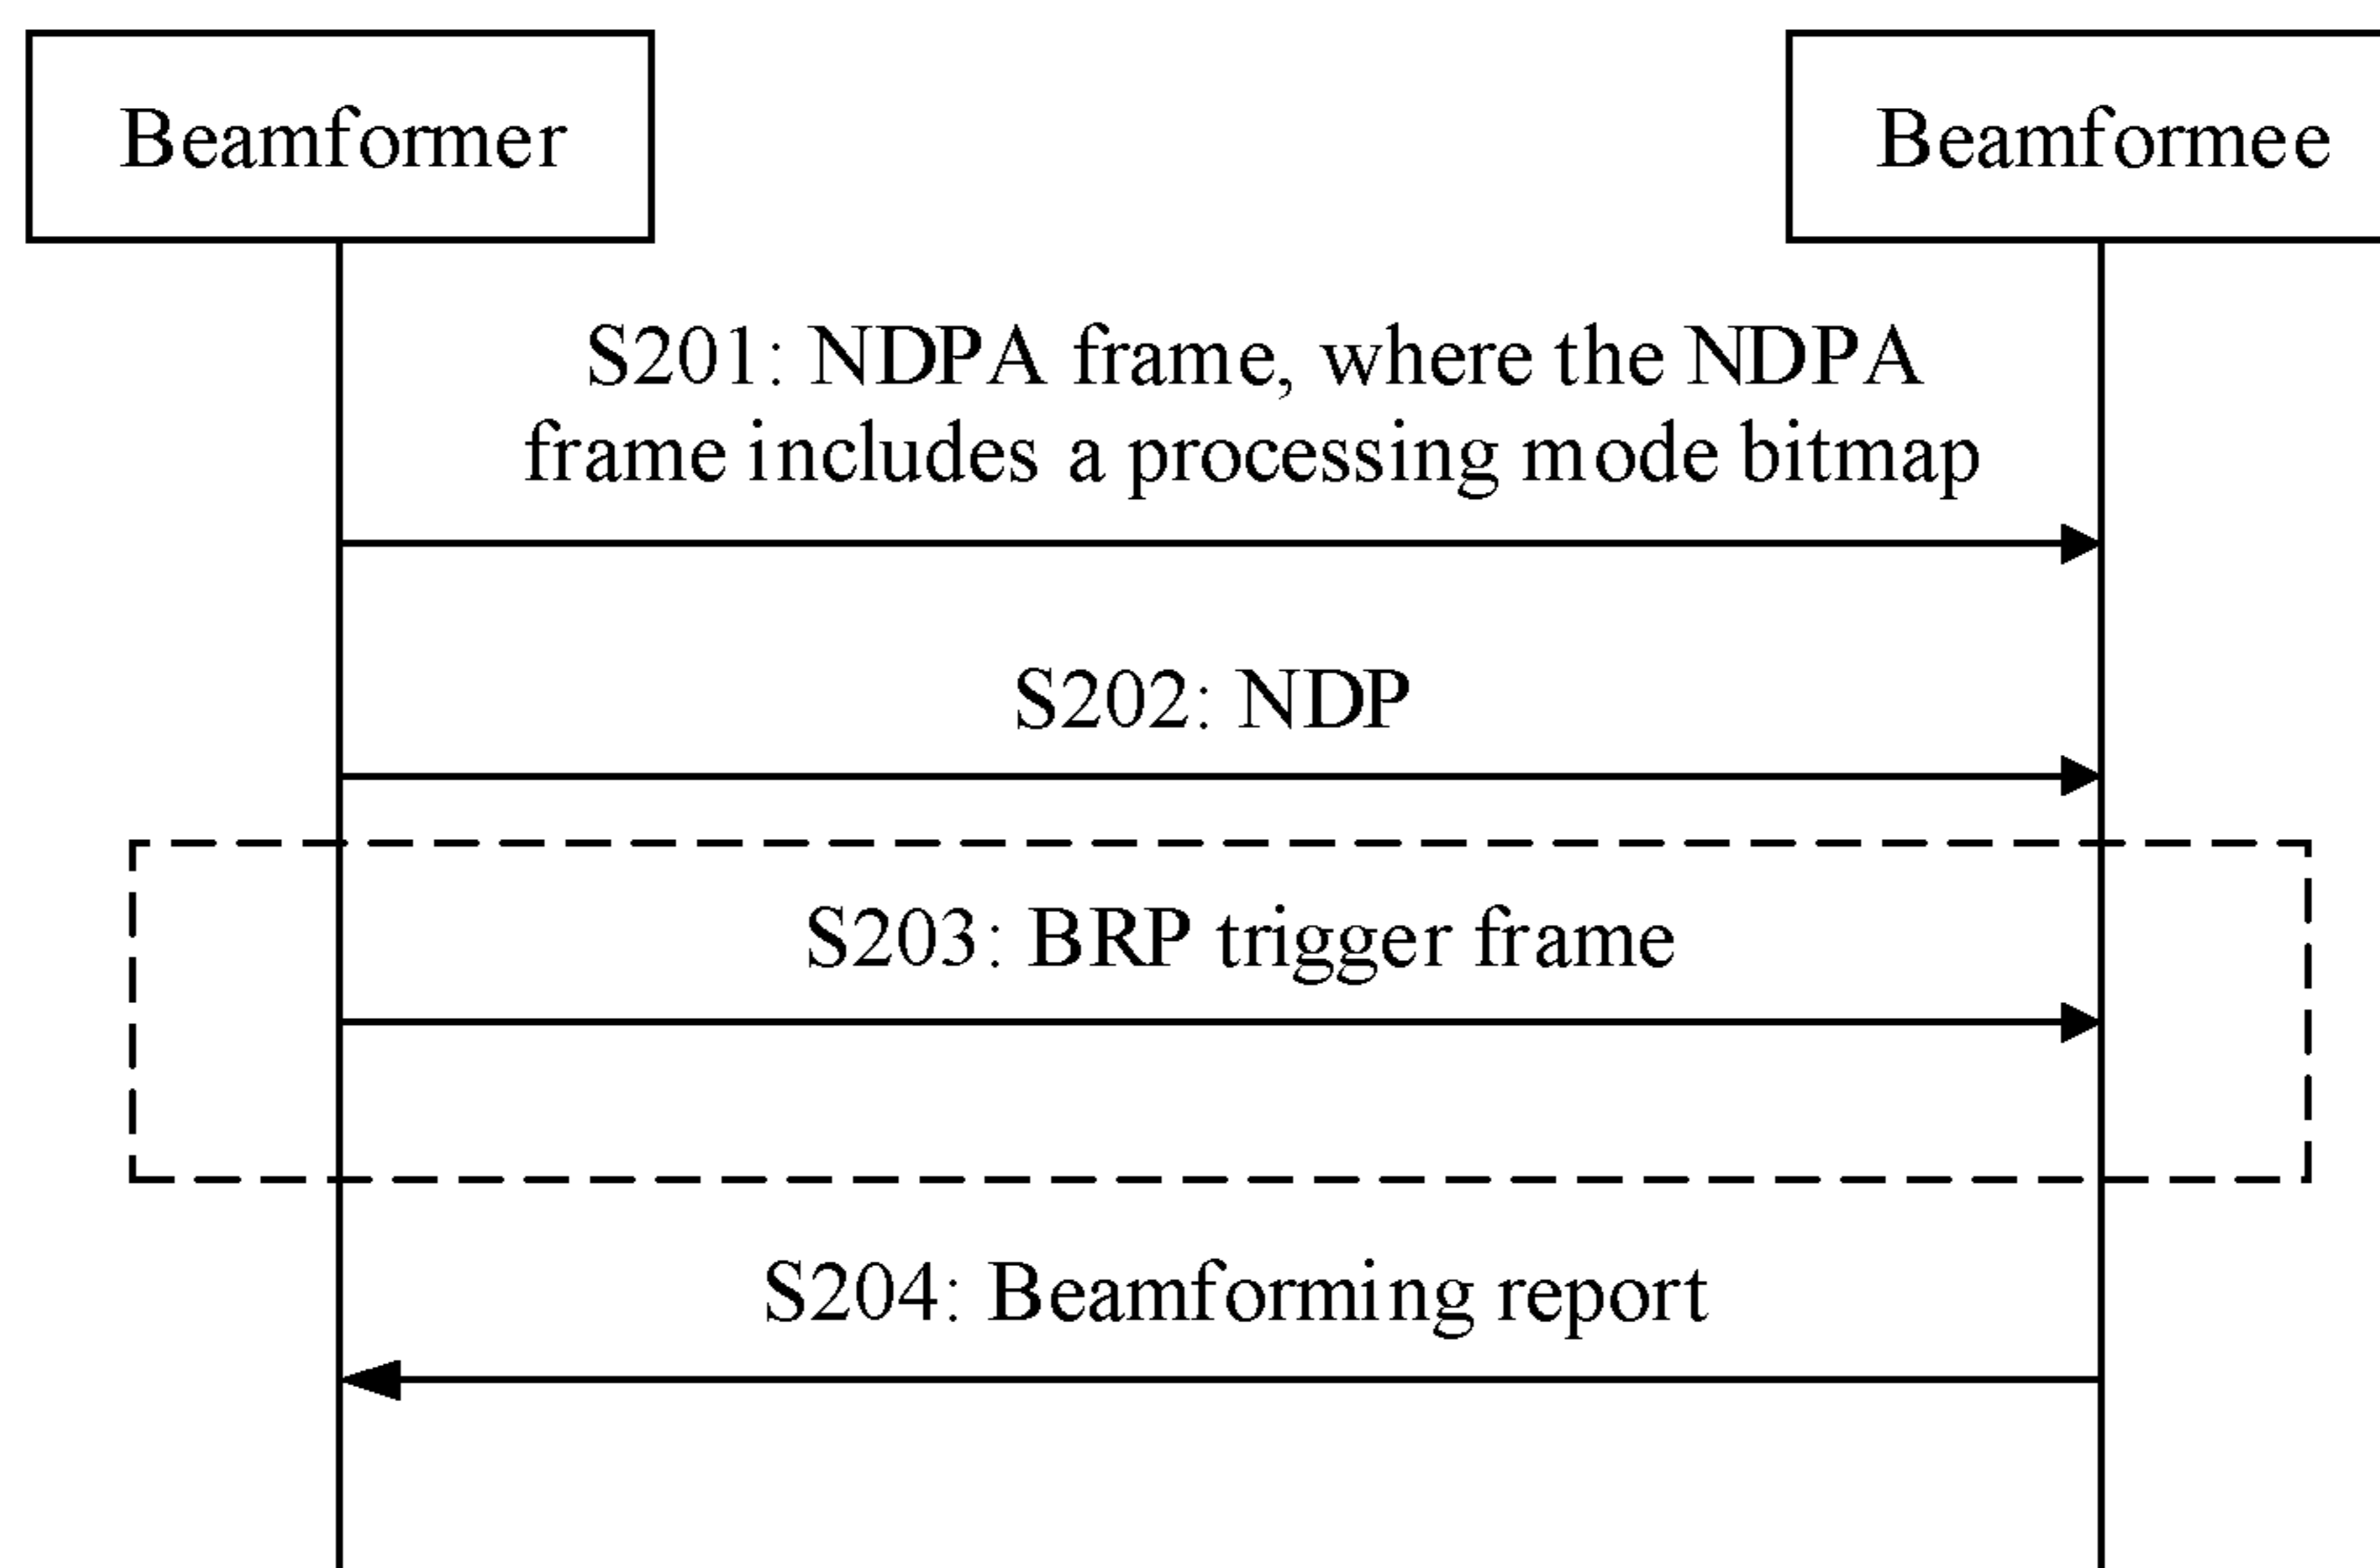 Beamformer
Beamformee
S201: NDPA frame, where the NDPA
frame includes a processing mode bitmap
S202: NDP
S203: BRP trigger frame
S204: Beamforming report